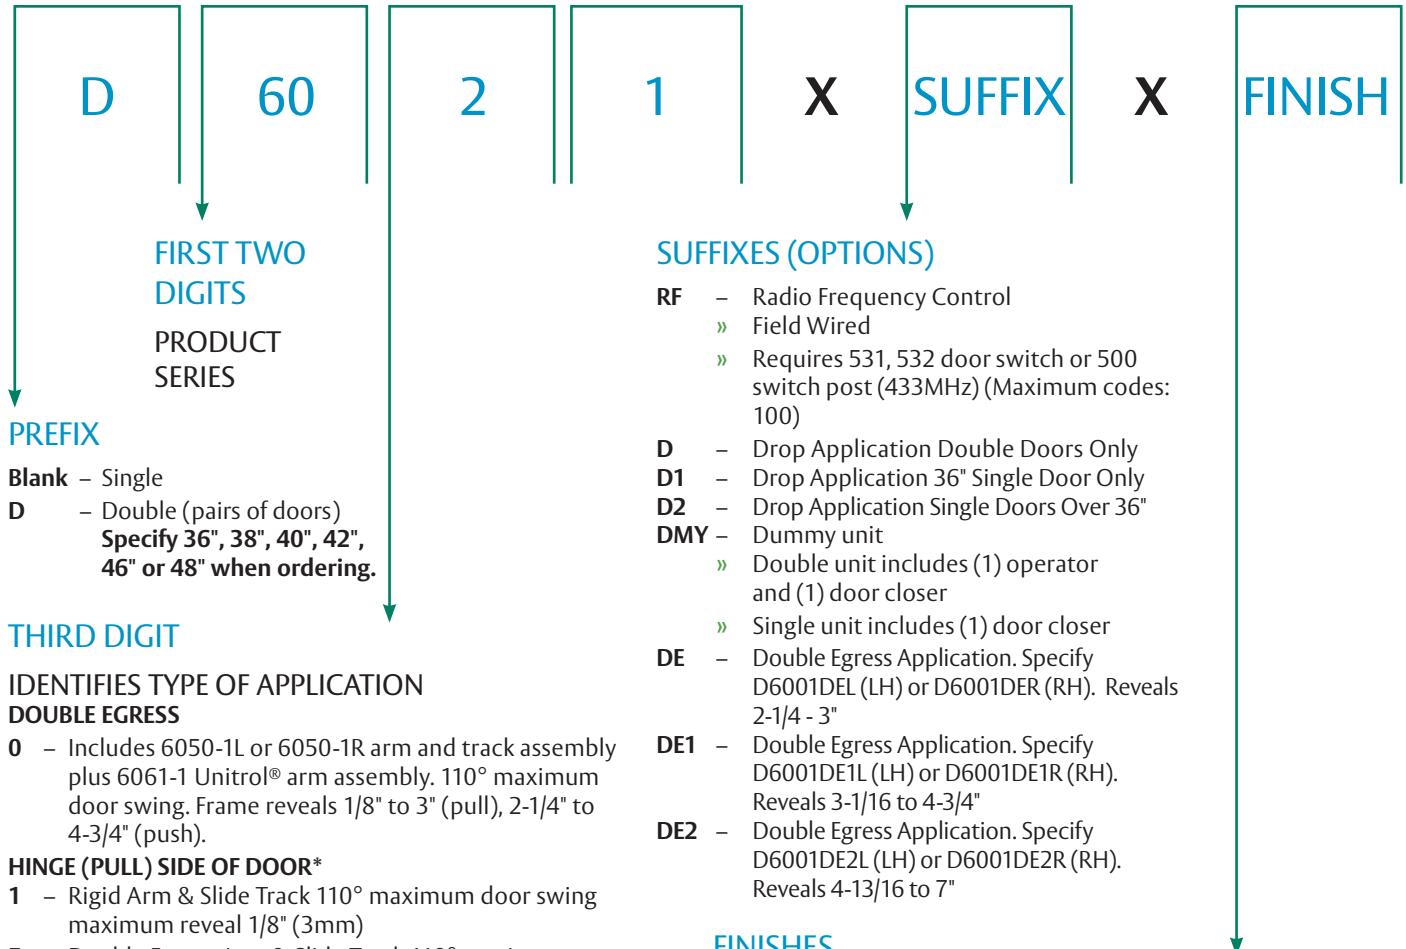 D 60 2 1 X SUFFIX X FINISH
FIRST TWO
DIGITS
PRODUCT
SERIES
PREFIX
Blank – Single
D – Double (pairs of doors)
Specify 36", 38", 40", 42",
46" or 48" when ordering.
THIRD DIGIT
IDENTIFIES TYPE OF APPLICATION
DOUBLE EGRESS
0 – Includes 6050-1L or 6050-1R arm and track assembly
plus 6061-1 Unitrol® arm assembly. 110° maximum
door swing. Frame reveals 1/8" to 3" (pull), 2-1/4" to
4-3/4" (push).
HINGE (PULL) SIDE OF DOOR*
1 – Rigid Arm & Slide Track 110° maximum door swing
maximum reveal 1/8" (3mm)
SUFFIXES (OPTIONS)
RF – Radio Frequency Control
» Field Wired
» Requires 531, 532 door switch or 500
switch post (433MHz) (Maximum codes:
100)
D – Drop Application Double Doors Only
D1 – Drop Application 36" Single Door Only
D2 – Drop Application Single Doors Over 36"
DMY – Dummy unit
» Double unit includes (1) operator
and (1) door closer
» Single unit includes (1) door closer
DE – Double Egress Application. Specify
D6001DEL (LH) or D6001DER (RH). Reveals
2-1/4 - 3"
DE1 – Double Egress Application. Specify
D6001DE1L (LH) or D6001DE1R (RH).
Reveals 3-1/16 to 4-3/4"
DE2 – Double Egress Application. Specify
D6001DE2L (LH) or D6001DE2R (RH).
Reveals 4-13/16 to 7"
FINISHES